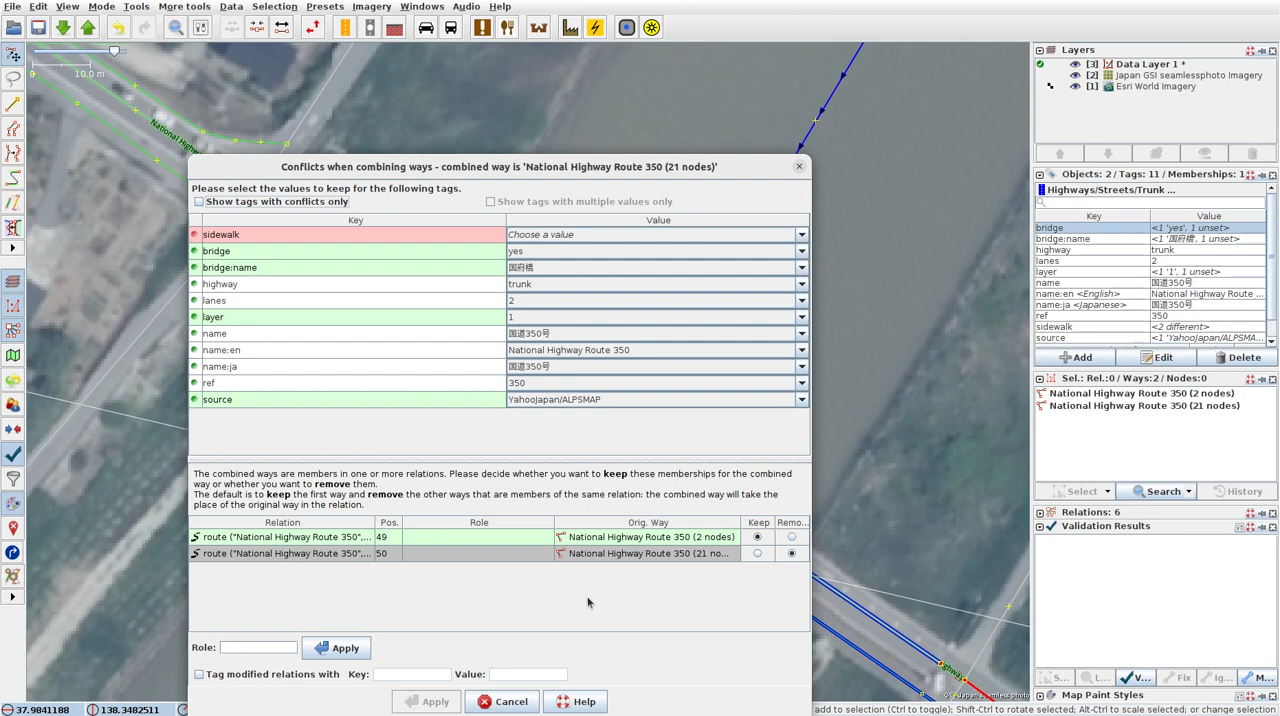 File Edit View Mode Tools More tools Data Selection Presets Imagery Windows Audio Help
0 10.0 m
National Highw
Conflicts when combining ways - combined way is 'National Highway Route 350 (21 nodes)'
Please select the values to keep for the following tags.
Show tags with conflicts only Show tags with multiple values only
Key Value
sidewalk Choose a value
bridge yes
bridge:name 国府橋
highway trunk
lanes 2
layer 1
name 国道350号
name:en National Highway Route 350
name:ja 国道350号
ref 350
source YahooJapan/ALPSMAP
The combined ways are members in one or more relations. Please decide whether you want to keep these memberships for the combined
way or whether you want to remove them.
The default is to keep the first way and remove the other ways that are members of the same relation: the combined way will take the
place of the original way in the relation.
Relation Pos. Role Orig. Way Keep Remo...
route ("National Highway Route 350",... 49 National Highway Route 350 (2 nodes)
route ("National Highway Route 350",... 50 National Highway Route 350 (21 no...
Role: Apply
Tag modified relations with Key: Value:
Apply Cancel Help
Layers
[3] Data Layer 1 *
[2] Japan GSI seamlessphoto Imagery
[1] Esri World Imagery
Objects: 2 / Tags: 11 / Memberships: 1
Highways/Streets/Trunk ...
Key Value
bridge <1 'yes', 1 unset>
bridge:name <1 '国府橋', 1 unset>
highway trunk
lanes 2
layer <1 '1', 1 unset>
name 国道350号
name:en <English> National Highway Route ...
name:ja <Japanese> 国道350号
ref 350
sidewalk <2 different>
source <1 'YahooJapan/ALPSMA...
Add Edit Delete
Sel.: Rel.:0 / Ways:2 / Nodes:0
National Highway Route 350 (2 nodes)
National Highway Route 350 (21 nodes)
Select Search History
Relations: 6
Validation Results
S... L... V... Fix Ig... M...
Map Paint Styles
37.9841188 138.3482511 add to selection (Ctrl to toggle); Shift-Ctrl to rotate selected; Alt-Ctrl to scale selected; or change selection